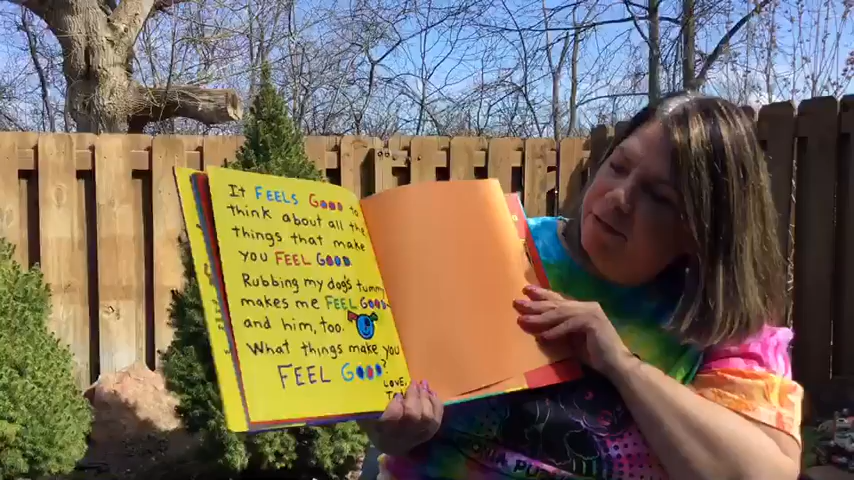 It FEELS GOOD to
think about all the
things that make
you FEEL GOOD.
Rubbing my dog's tummy
makes me FEEL GOOD
and him, too.
What things make you
FEEL GOOD?
LOVE,